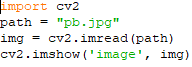 import cv2
path = "pb.jpg"
img = cv2.imread(path)
cv2.imshow('image', img)